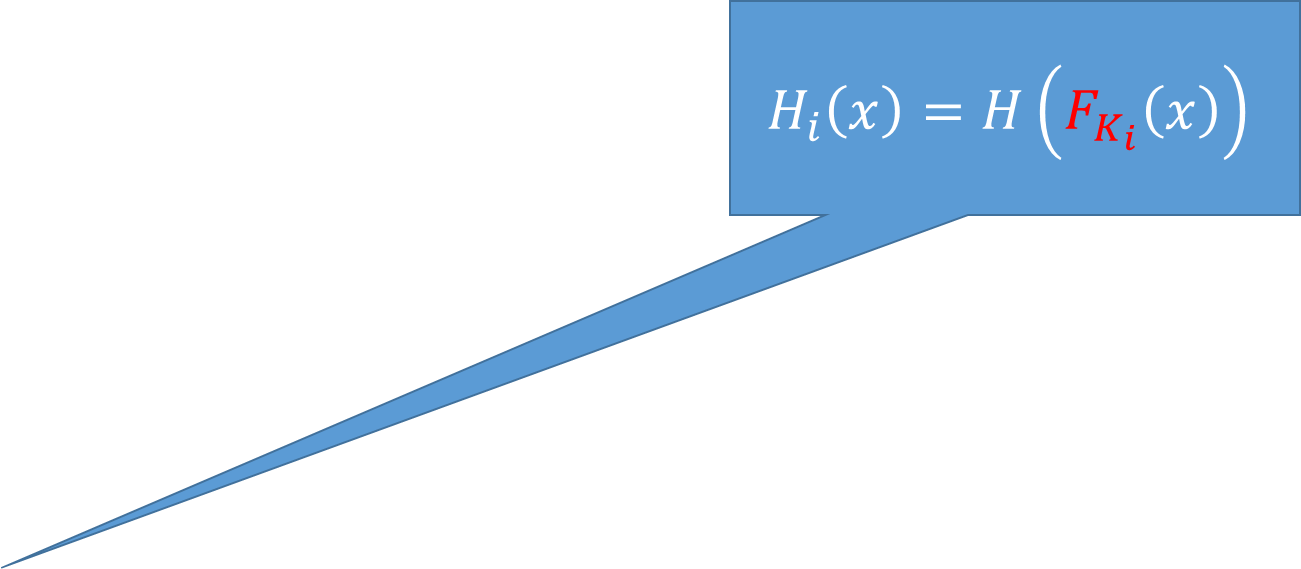 H_i(x) = H(F_{K_i}(x))